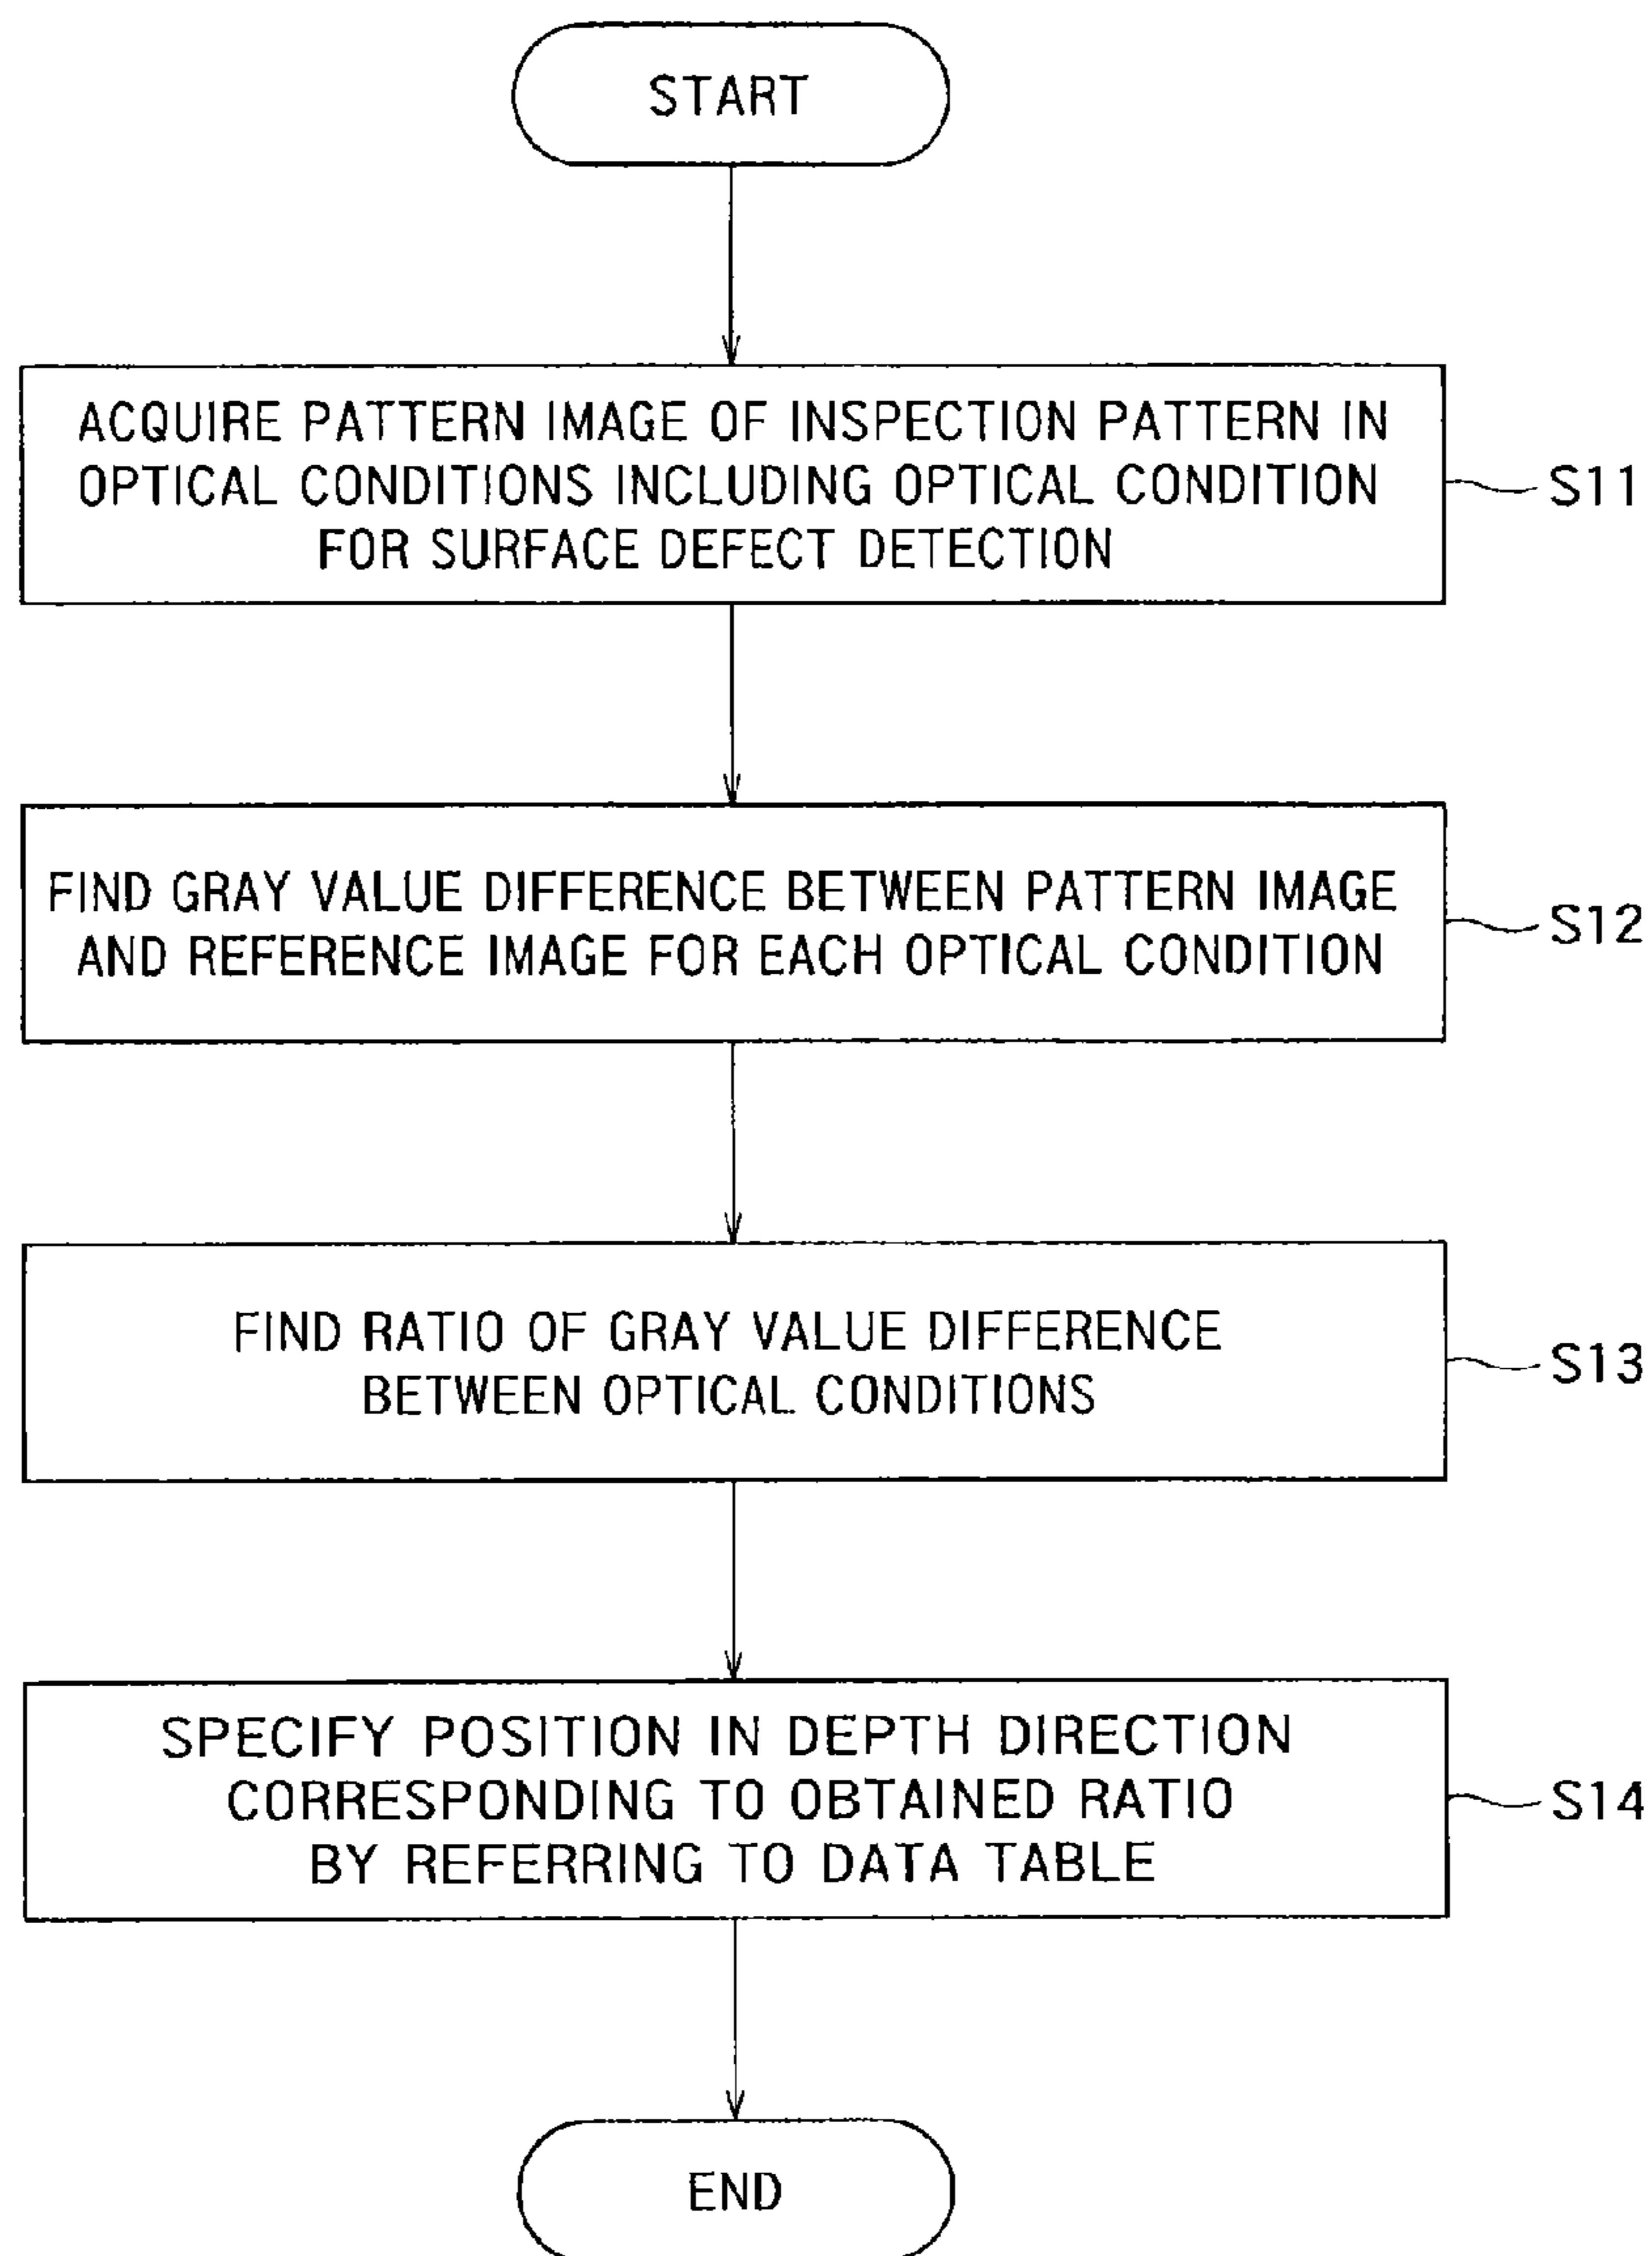 START
ACQUIRE PATTERN IMAGE OF INSPECTION PATTERN IN
OPTICAL CONDITIONS INCLUDING OPTICAL CONDITION
FOR SURFACE DEFECT DETECTION
S11
FIND GRAY VALUE DIFFERENCE BETWEEN PATTERN IMAGE
AND REFERENCE IMAGE FOR EACH OPTICAL CONDITION
S12
FIND RATIO OF GRAY VALUE DIFFERENCE
BETWEEN OPTICAL CONDITIONS
S13
SPECIFY POSITION IN DEPTH DIRECTION
CORRESPONDING TO OBTAINED RATIO
BY REFERRING TO DATA TABLE
S14
END